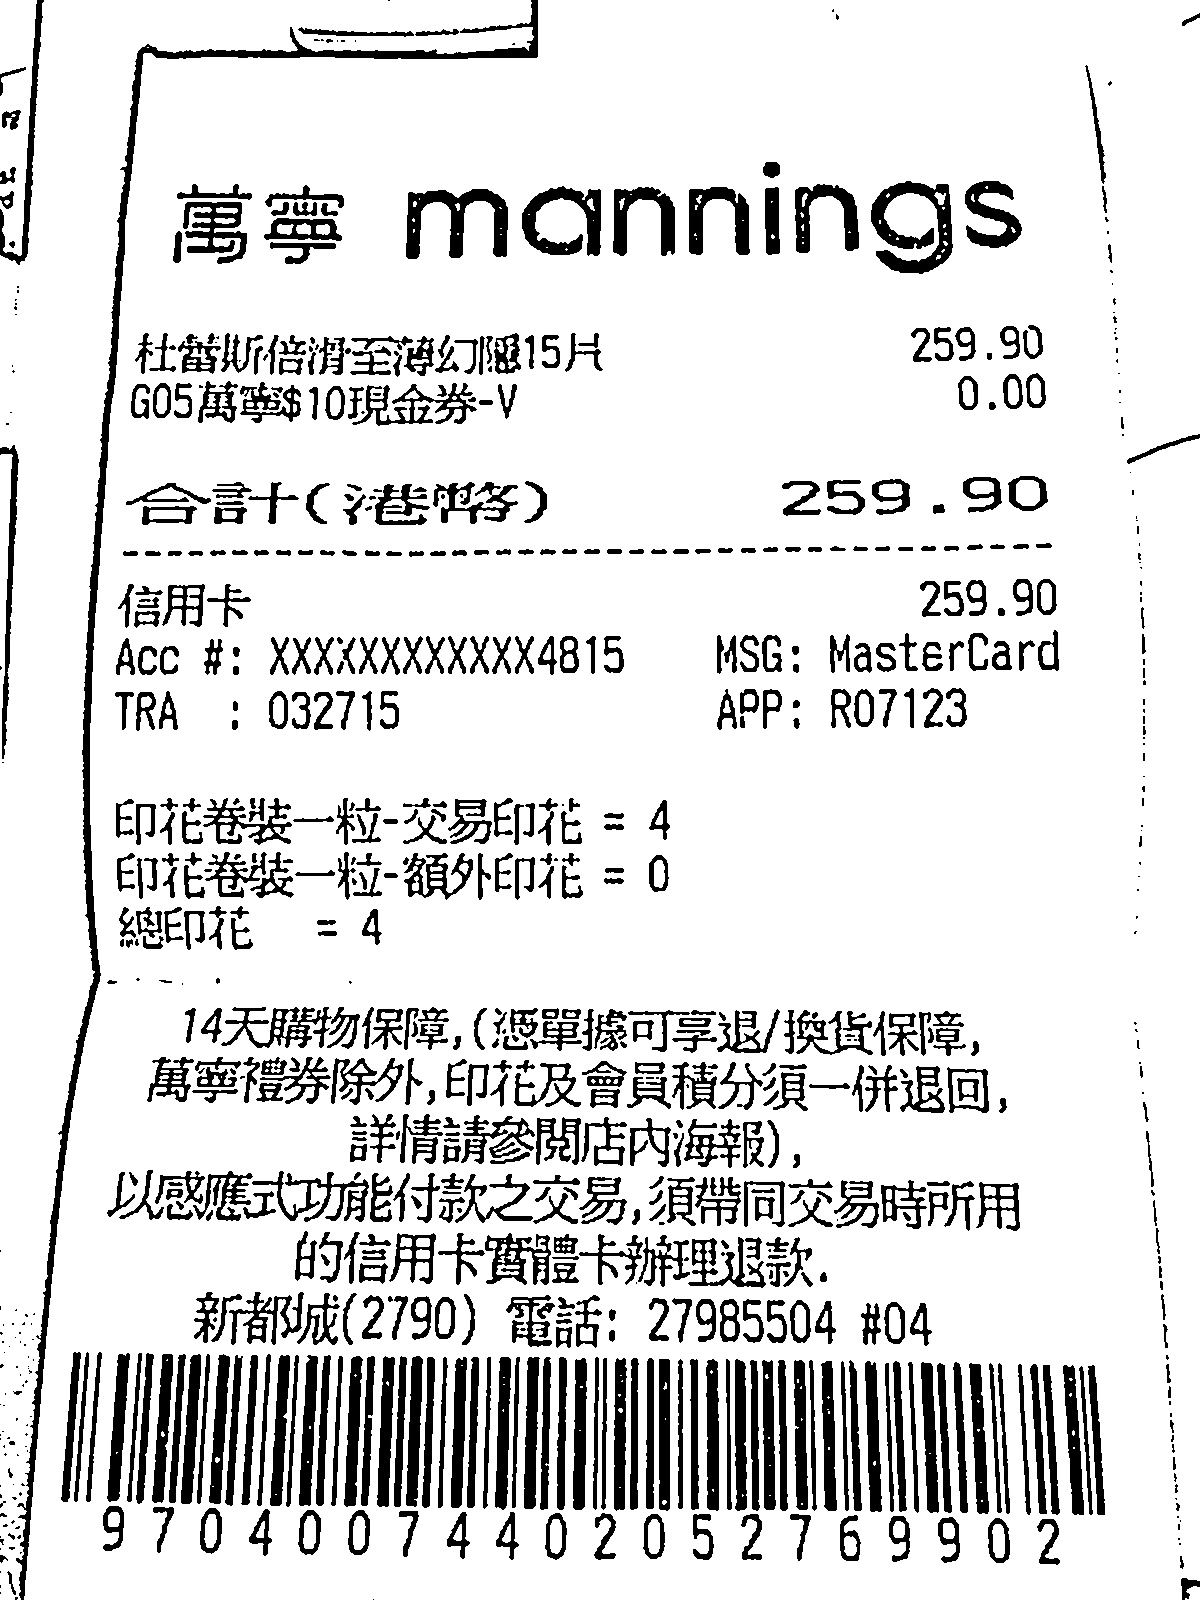 萬寧 mannings
杜蕾斯倍滑至薄幻隱15片 259.90
G05萬寧$10現金券-V 0.00
合計(港幣) 259.90
信用卡 259.90
Acc #: XXXXXXXXXXXX4815 MSG: MasterCard
TRA : 032715 APP: R07123
印花卷裝一粒-交易印花 = 4
印花卷裝一粒-額外印花 = 0
總印花 = 4
14天購物保障,(憑單據可享退/換貨保障,
萬寧禮券除外,印花及會員積分須一併退回,
詳情請參閱店內海報),
以感應式功能付款之交易,須帶同交易時所用
的信用卡實體卡辦理退款.
新都城(2790) 電話: 27985504 #04
97040074402052769902